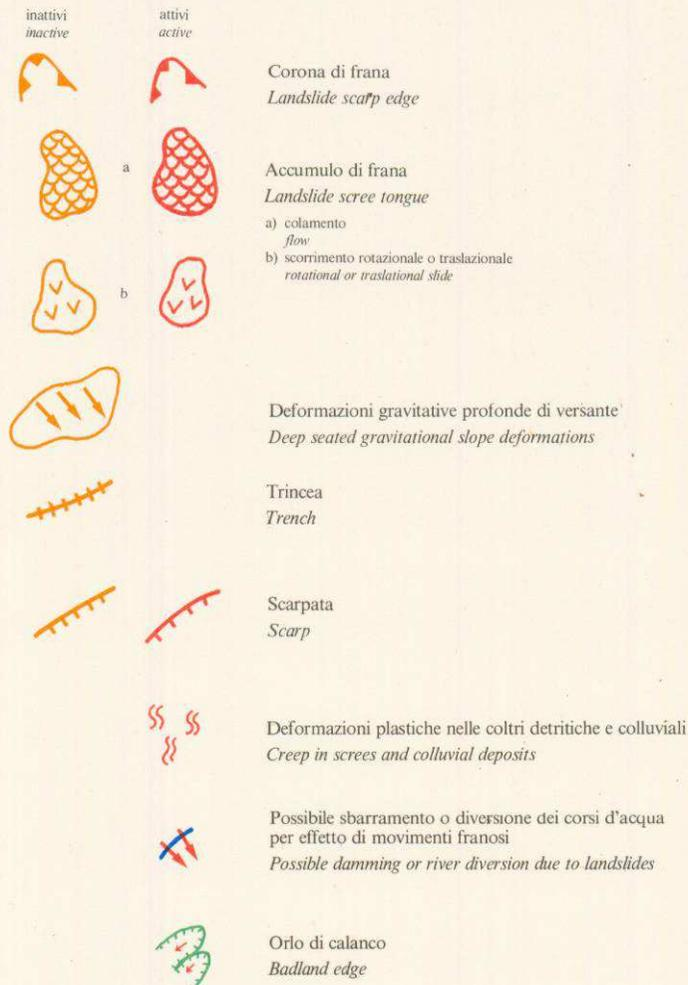 inattivi attivi
inactive active
Corona di frana
Landslide scarp edge
a
Accumulo di frana
Landslide scree tongue
a) colamento
flow
b) scorrimento rotazionale o traslazionale
rotational or traslational slide
b
Deformazioni gravitative profonde di versante
Deep seated gravitational slope deformations
Trincea
Trench
Scarpata
Scarp
Deformazioni plastiche nelle coltri detritiche e colluviali
Creep in screes and colluvial deposits
Possibile sbarramento o diversione dei corsi d'acqua
per effetto di movimenti franosi
Possible damming or river diversion due to landslides
Orlo di calanco
Badland edge